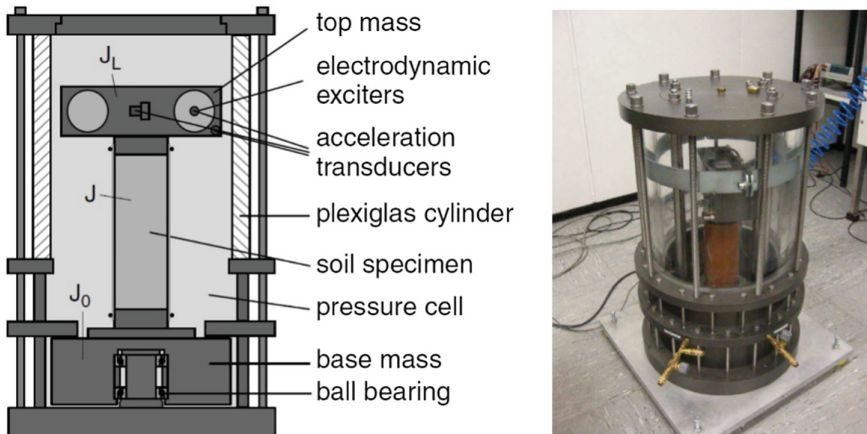 top mass
electrodynamic
exciters
acceleration
transducers
plexiglas cylinder
soil specimen
pressure cell
base mass
ball bearing
J_L
J
J_0